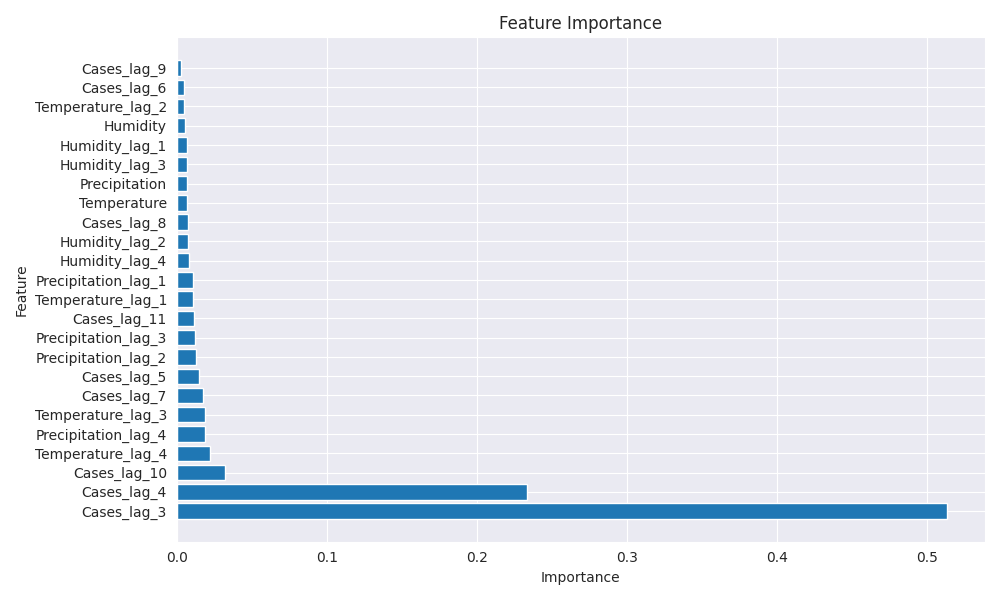 Feature Importance
Cases_lag_9
Cases_lag_6
Temperature_lag_2
Humidity
Humidity_lag_1
Humidity_lag_3
Precipitation
Temperature
Cases_lag_8
Humidity_lag_2
Humidity_lag_4
Precipitation_lag_1
Temperature_lag_1
Cases_lag_11
Precipitation_lag_3
Precipitation_lag_2
Cases_lag_5
Cases_lag_7
Temperature_lag_3
Precipitation_lag_4
Temperature_lag_4
Cases_lag_10
Cases_lag_4
Cases_lag_3
Feature
0.0 0.1 0.2 0.3 0.4 0.5
Importance